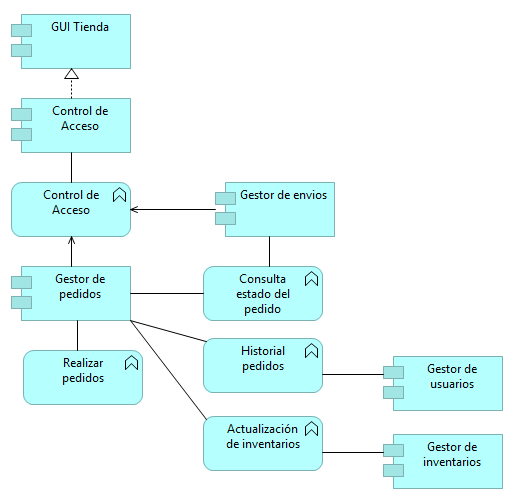 GUI Tienda
Control de
Acceso
Control de
Acceso
Gestor de envios
Gestor de
pedidos
Consulta
estado del
pedido
Realizar
pedidos
Historial
pedidos
Gestor de
usuarios
Actualización
de inventarios
Gestor de
inventarios